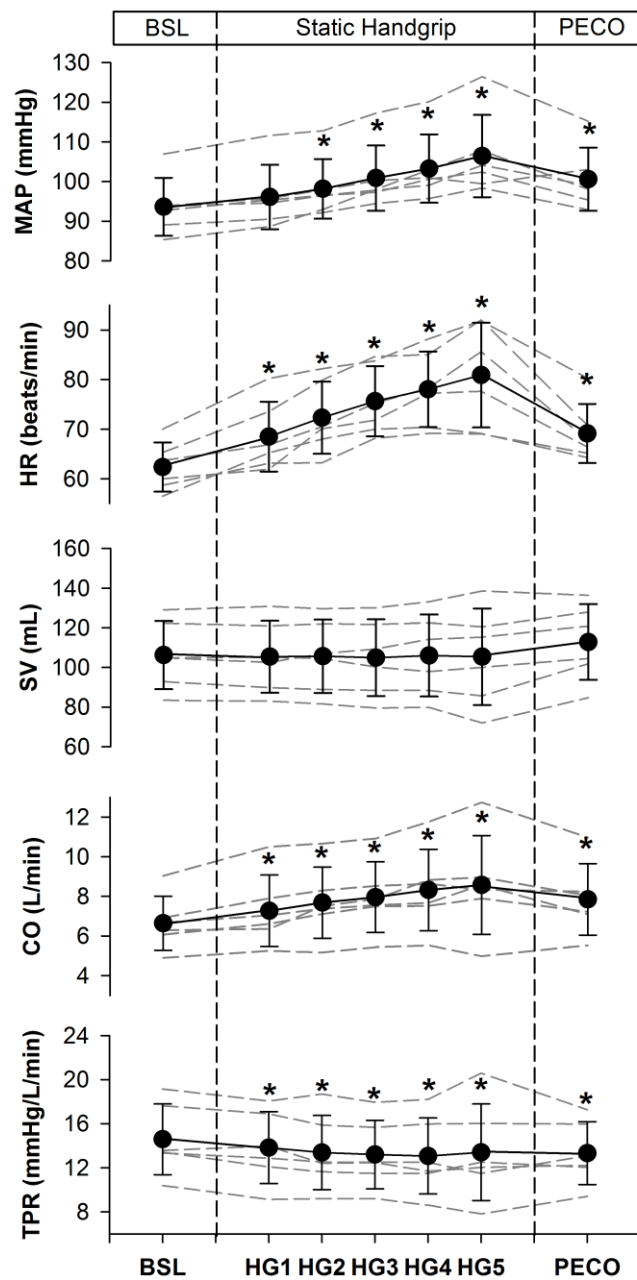 BSL Static Handgrip PECO
MAP (mmHg)
130
120
110
100
90
80
* * * * *
HR (beats/min)
90
80
70
60
* * * * * *
SV (mL)
160
140
120
100
80
60
CO (L/min)
12
10
8
6
4
* * * * * *
TPR (mmHg/L/min)
24
20
16
12
8
* * * * * *
BSL HG1 HG2 HG3 HG4 HG5 PECO